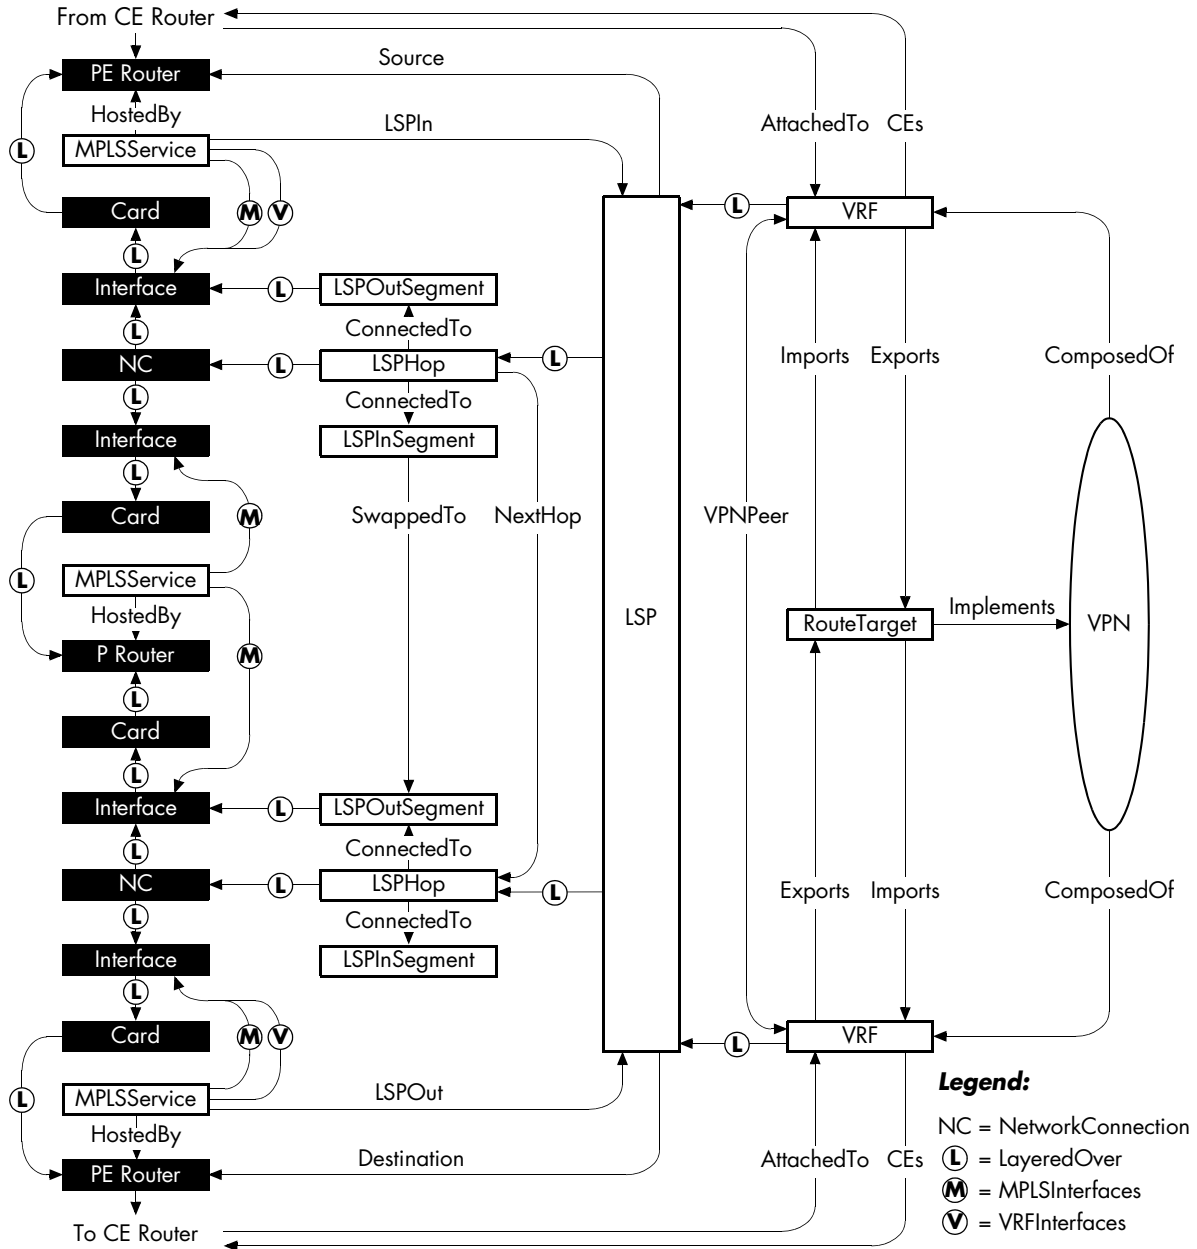 From CE Router
PE Router
Source
HostedBy
LSPIn
AttachedTo
CEs
L
MPLSService
Card
M
V
L
VRF
L
Interface
L
LSPOutSegment
L
ConnectedTo
Imports
Exports
ComposedOf
NC
L
LSPHop
L
L
ConnectedTo
Interface
LSPInSegment
L
Card
M
SwappedTo
NextHop
VPNPeer
L
MPLSService
HostedBy
LSP
RouteTarget
Implements
VPN
P Router
M
L
Card
L
Interface
L
LSPOutSegment
L
ConnectedTo
NC
L
LSPHop
L
Exports
Imports
ComposedOf
L
ConnectedTo
Interface
LSPInSegment
L
Card
M
V
L
VRF
L
MPLSService
LSPOut
HostedBy
PE Router
Destination
AttachedTo
CEs
To CE Router
Legend:
NC = NetworkConnection
L = LayeredOver
M = MPLSInterfaces
V = VRFInterfaces